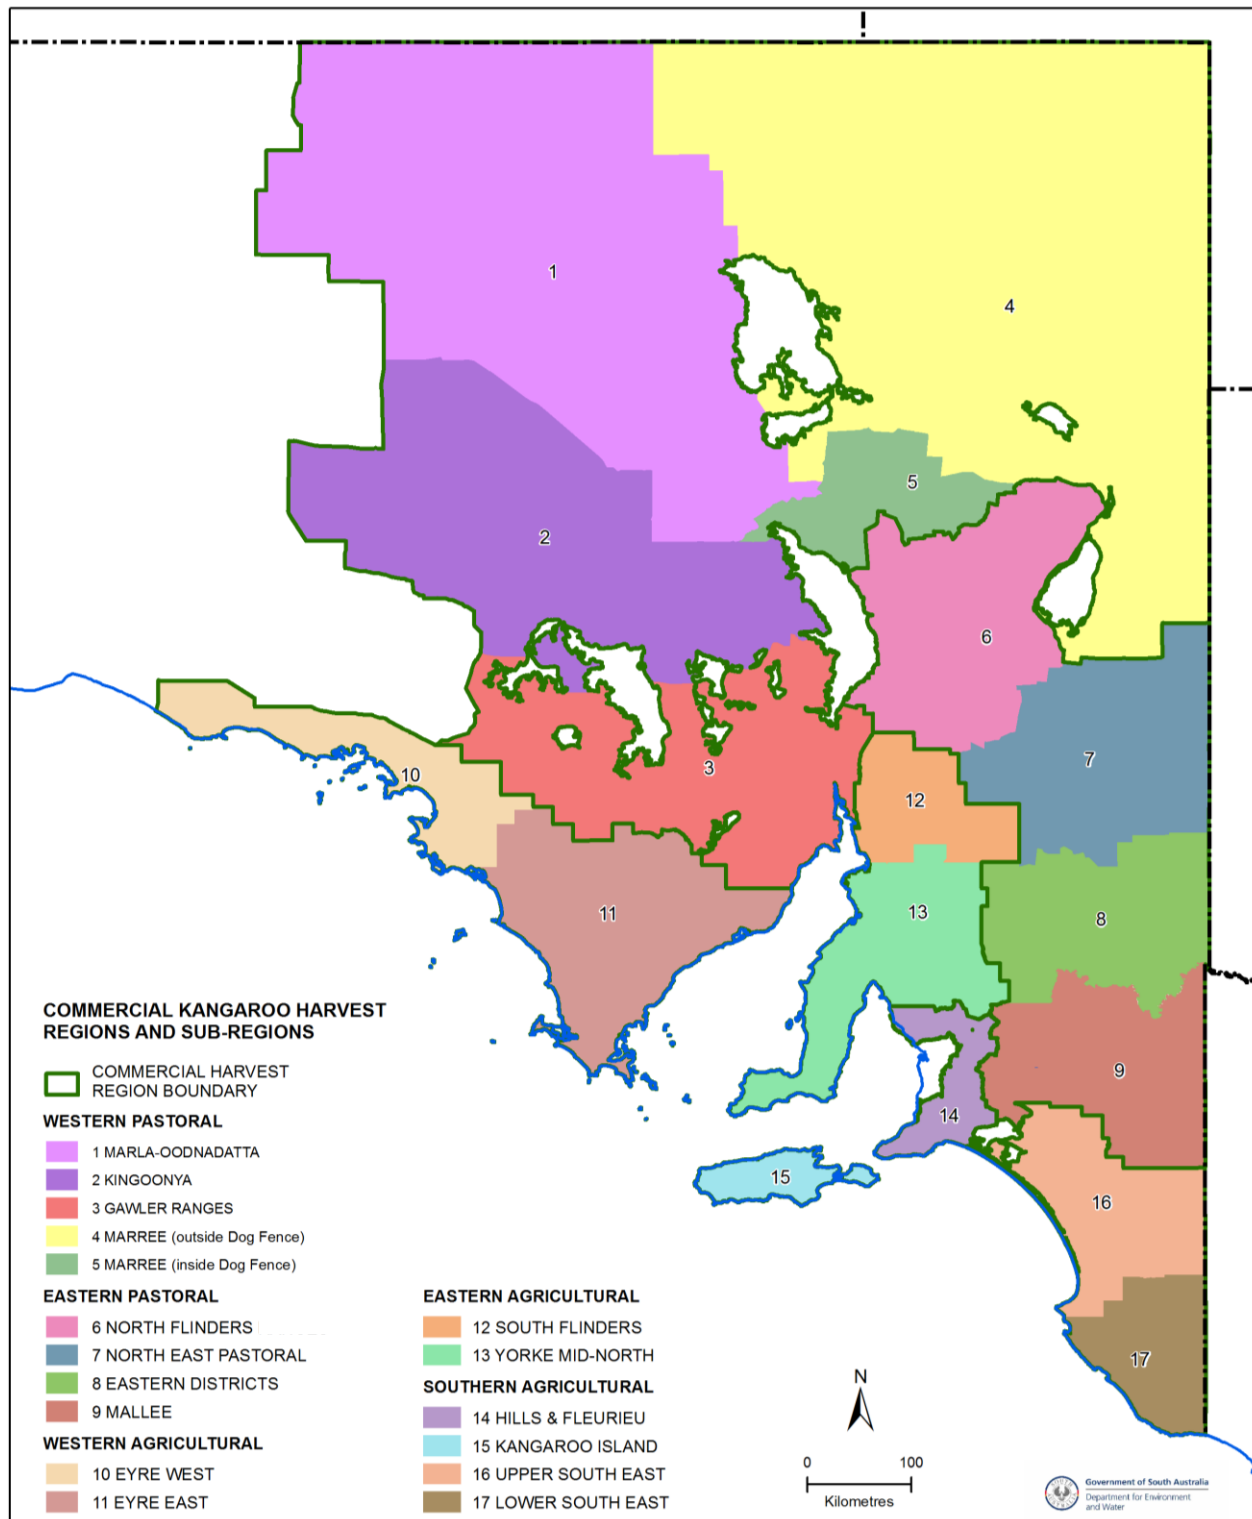 1
4
5
2
6
3
7
10
12
11
13
8
9
14
15
16
17
COMMERCIAL KANGAROO HARVEST
REGIONS AND SUB-REGIONS
COMMERCIAL HARVEST
REGION BOUNDARY
WESTERN PASTORAL
1 MARLA-OODNADATTA
2 KINGOONYA
3 GAWLER RANGES
4 MARREE (outside Dog Fence)
5 MARREE (inside Dog Fence)
EASTERN PASTORAL
6 NORTH FLINDERS
7 NORTH EAST PASTORAL
8 EASTERN DISTRICTS
9 MALLEE
WESTERN AGRICULTURAL
10 EYRE WEST
11 EYRE EAST
EASTERN AGRICULTURAL
12 SOUTH FLINDERS
13 YORKE MID-NORTH
SOUTHERN AGRICULTURAL
14 HILLS & FLEURIEU
15 KANGAROO ISLAND
16 UPPER SOUTH EAST
17 LOWER SOUTH EAST
N
0 100
Kilometres
Government of South Australia
Department for Environment
and Water